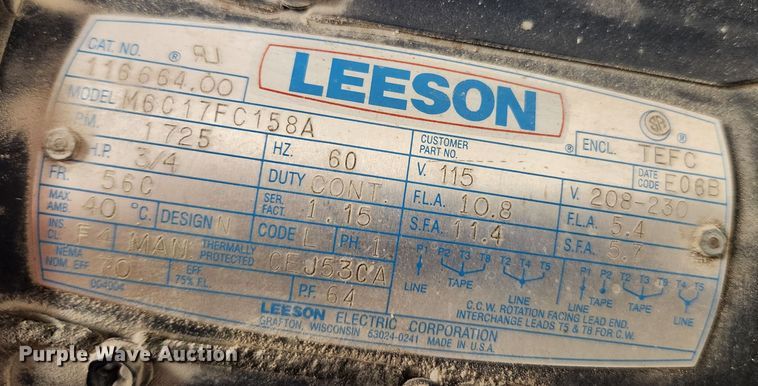 LEESON ®
CAT. NO. 116664.00 ®
MODEL M6C17FC158A
R.P.M. 1725 HZ. 60 CUSTOMER PART NO. ENCL. TEFC
H.P. 3/4 DUTY CONT. V. 115 V. 208-230 DATE CODE E06B
FR. 56C SER. FACT. 1.15 F.L.A. 10.8 F.L.A. 5.4
MAX. AMB. 40 °C. DESIGN N CODE L PH. 1 S.F.A. 11.4 S.F.A. 5.7
INS. CL. F4 MAN. THERMALLY PROTECTED CEJ53CA
NEMA NOM. EFF. 70 EFF. 75% F.L. P.F. 64
P1 P2 T3 T8 T2 T4 T5 P1 P2 T2 T3 T8 T4 T5
LINE TAPE LINE LINE TAPE TAPE LINE
C.C.W. ROTATION FACING LEAD END.
INTERCHANGE LEADS T5 & T8 FOR C.W.
004004
LEESON ELECTRIC CORPORATION
GRAFTON, WISCONSIN 53024-0241 MADE IN U.S.A.
Purple Wave Auction